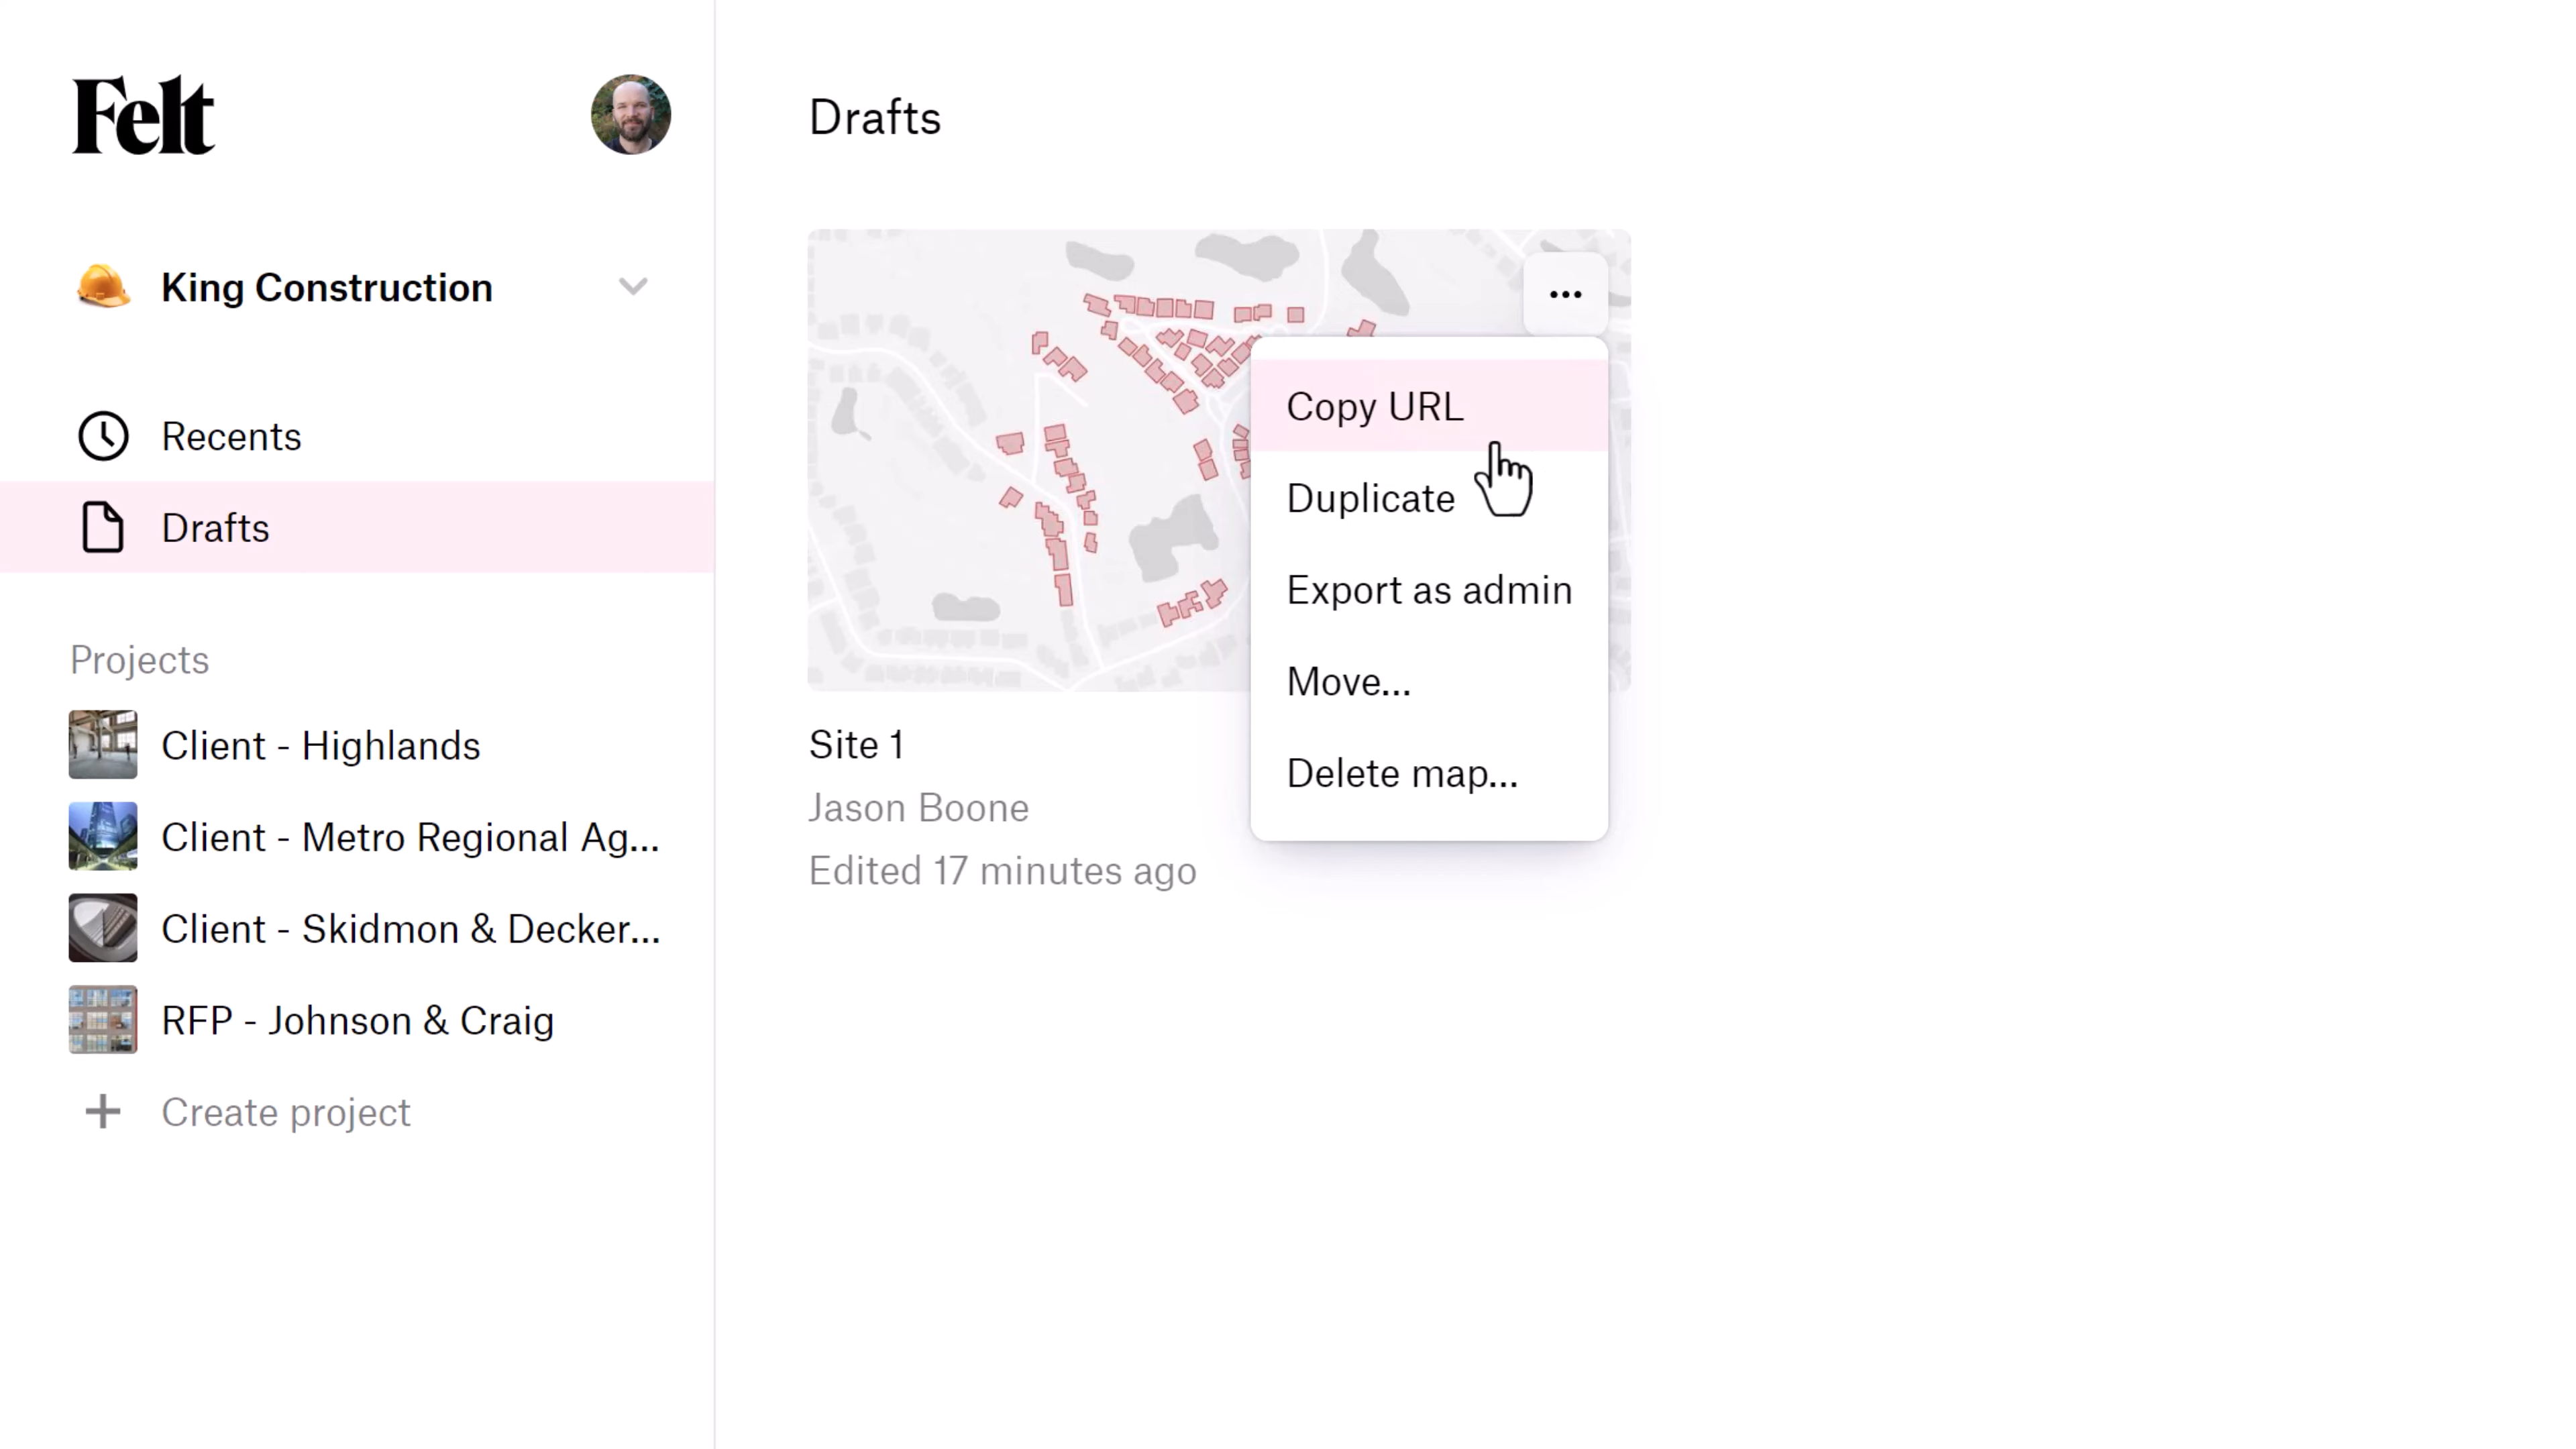 Felt
King Construction
Recents
Drafts
Projects
Client - Highlands
Client - Metro Regional Ag...
Client - Skidmon & Decker...
RFP - Johnson & Craig
Create project
Drafts
Copy URL
Duplicate
Export as admin
Move...
Delete map...
Site 1
Jason Boone
Edited 17 minutes ago